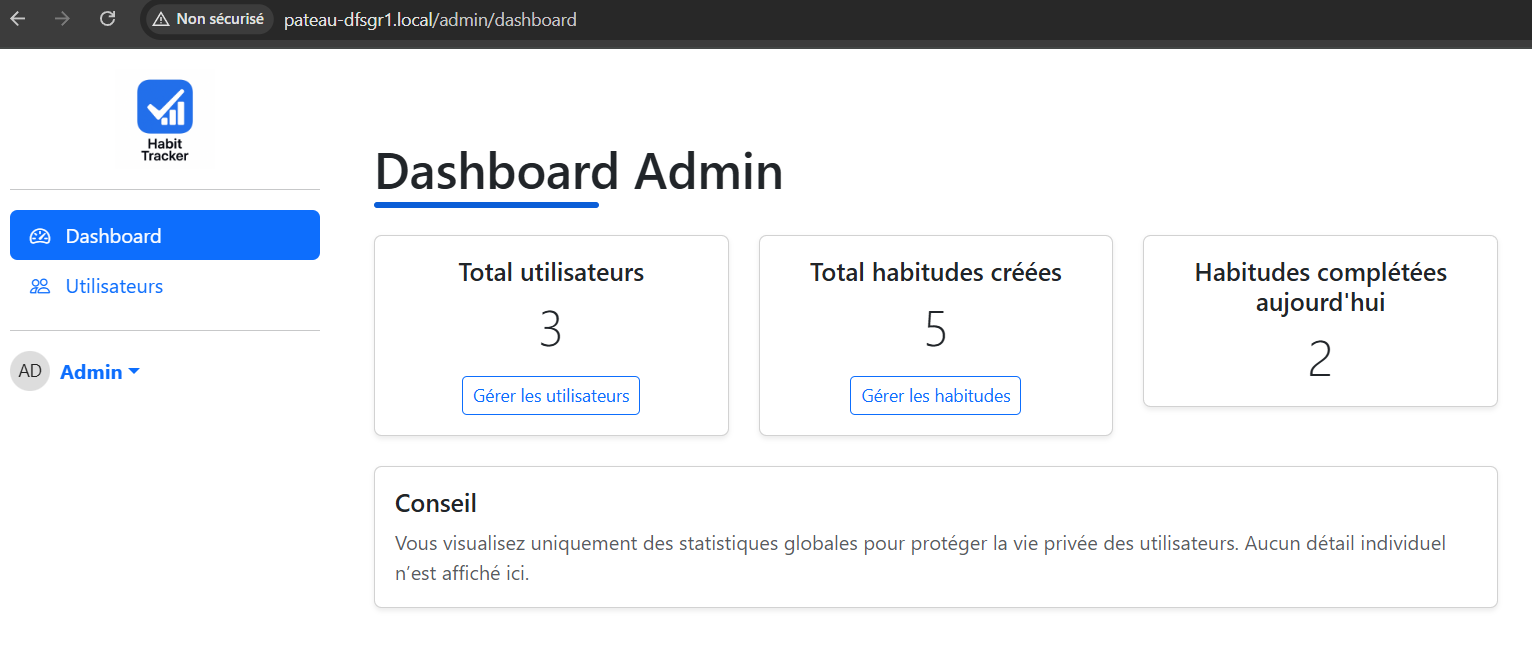 Non sécurisé pateau-dfsgr1.local/admin/dashboard
Habit
Tracker
Dashboard
Utilisateurs
AD Admin
Dashboard Admin
Total utilisateurs
3
Gérer les utilisateurs
Total habitudes créées
5
Gérer les habitudes
Habitudes complétées
aujourd'hui
2
Conseil
Vous visualisez uniquement des statistiques globales pour protéger la vie privée des utilisateurs. Aucun détail individuel
n’est affiché ici.